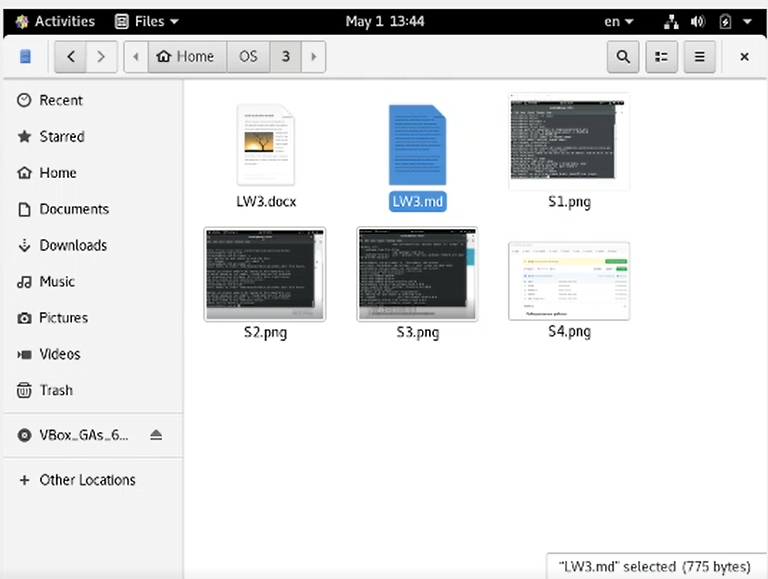 Activities Files May 1 13:44 en
Home OS 3
Recent
Starred
Home
Documents
Downloads
Music
Pictures
Videos
Trash
VBox_GAs_6...
Other Locations
LW3.docx LW3.md S1.png
S2.png S3.png S4.png
"LW3.md" selected (775 bytes)